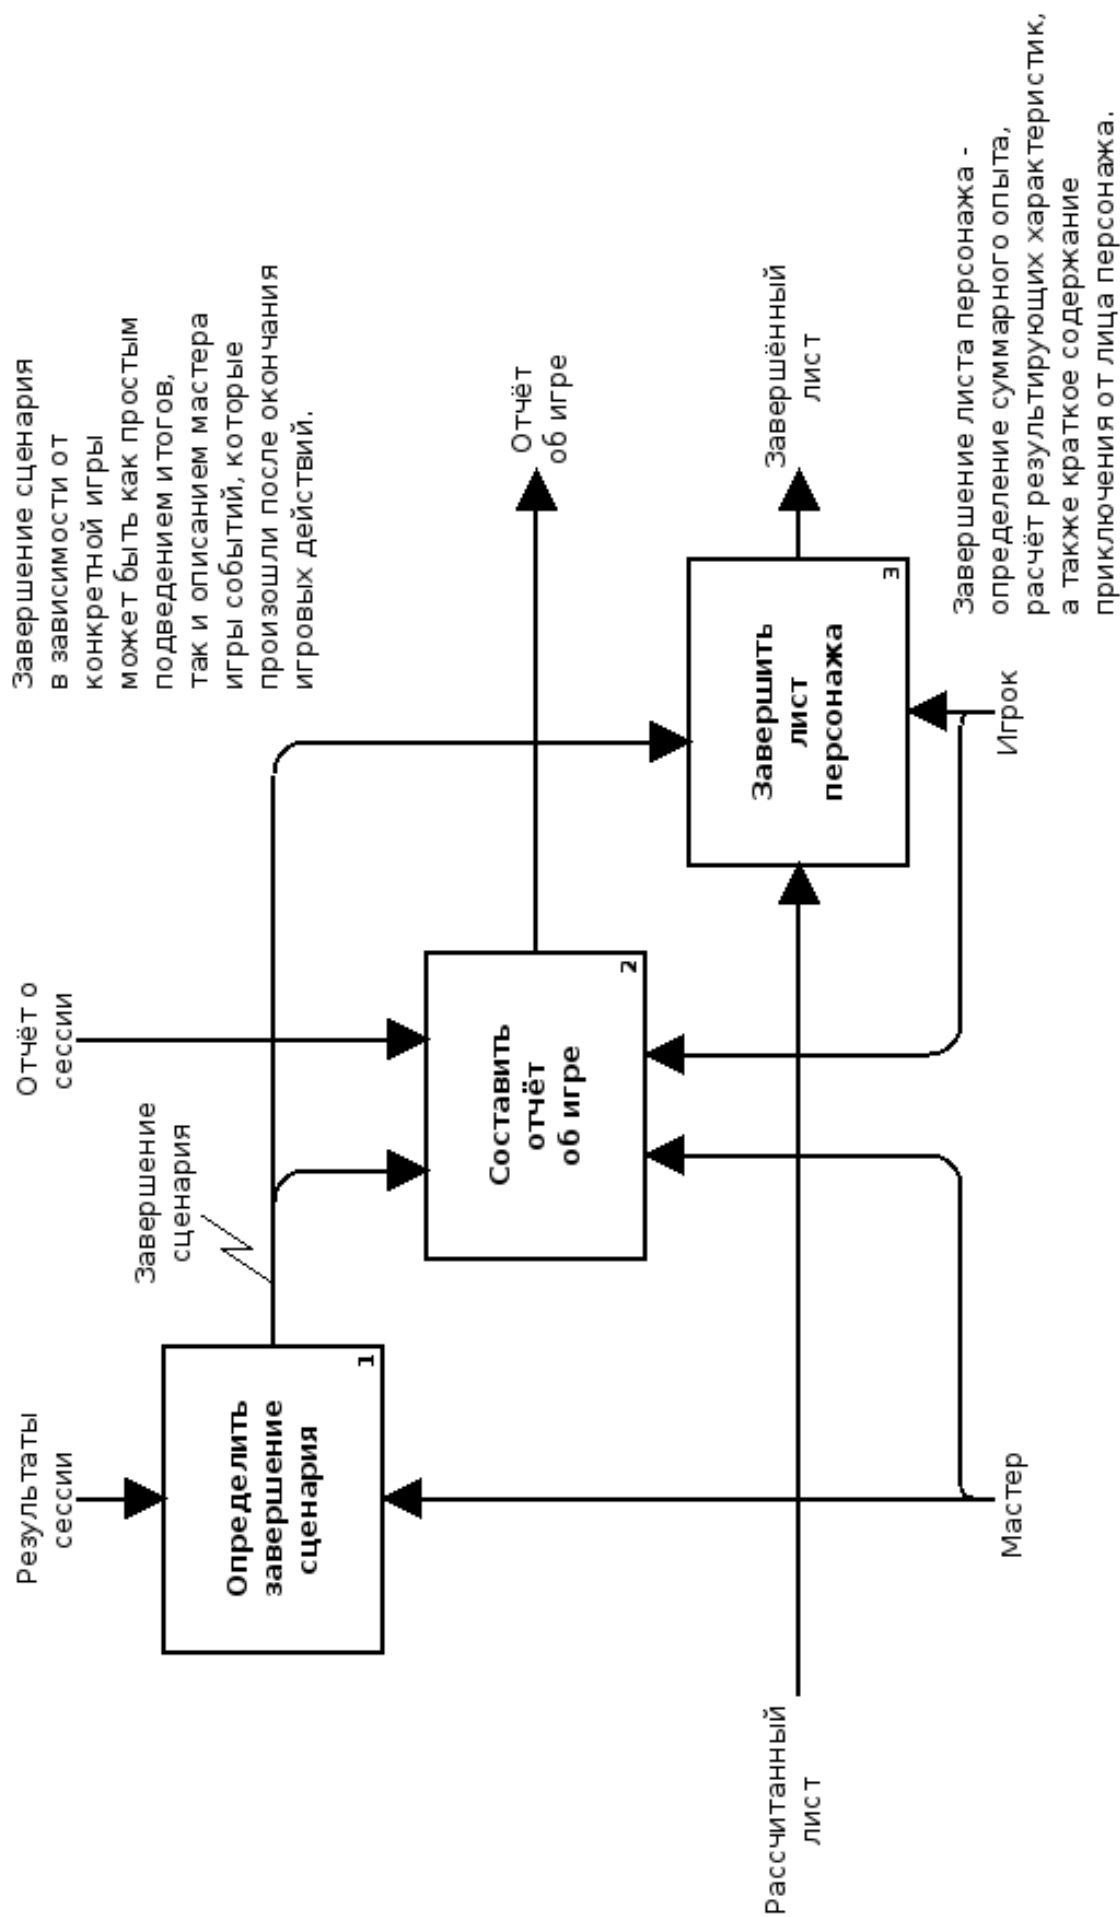 Результаты
сессии
Отчёт о
сессии
Завершение сценария
в зависимости от
конкретной игры
может быть как простым
подведением итогов,
так и описанием мастера
игры событий, которые
произошли после окончания
игровых действий.
Завершение
сценария
Определить
завершение
сценария
1
Составить
отчёт
об игре
2
Отчёт
об игре
Завершить
лист
персонажа
3
Завершённый
лист
Рассчитанный
лист
Мастер
Игрок
Завершение листа персонажа -
определение суммарного опыта,
расчёт результирующих характеристик,
а также краткое содержание
приключения от лица персонажа.